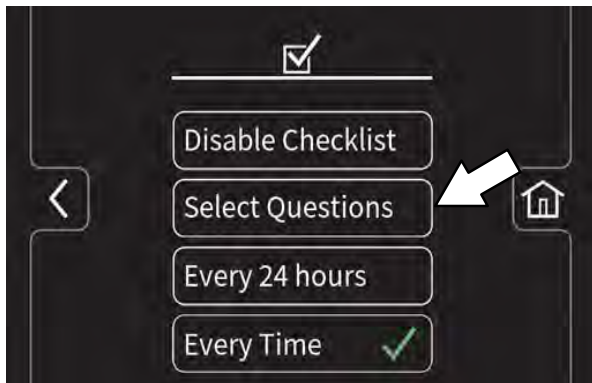 Disable Checklist
Select Questions
Every 24 hours
Every Time